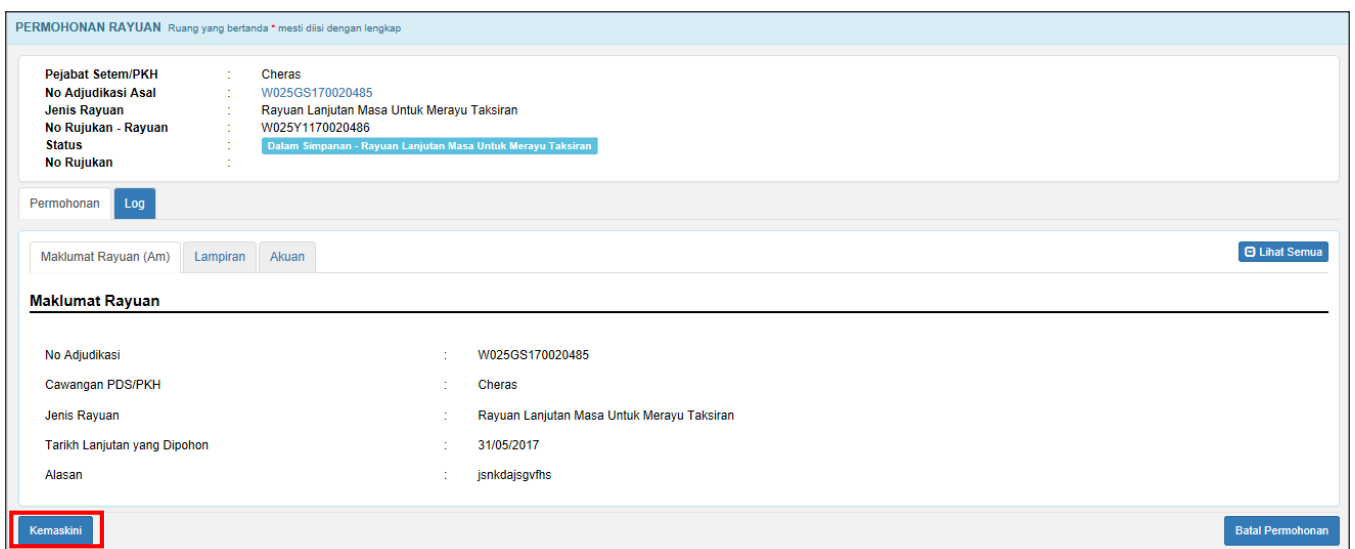 PERMOHONAN RAYUAN Ruang yang bertanda * mesti diisi dengan lengkap
Pejabat Setem/PKH : Cheras
No Adjudikasi Asal : W025GS170020485
Jenis Rayuan : Rayuan Lanjutan Masa Untuk Merayu Taksiran
No Rujukan - Rayuan : W025Y1170020486
Status : Dalam Simpanan - Rayuan Lanjutan Masa Untuk Merayu Taksiran
No Rujukan :
Permohonan Log
Maklumat Rayuan (Am) Lampiran Akuan Lihat Semua
Maklumat Rayuan
No Adjudikasi : W025GS170020485
Cawangan PDS/PKH : Cheras
Jenis Rayuan : Rayuan Lanjutan Masa Untuk Merayu Taksiran
Tarikh Lanjutan yang Dipohon : 31/05/2017
Alasan : jsnkdajsgvfhs
Kemaskini Batal Permohonan